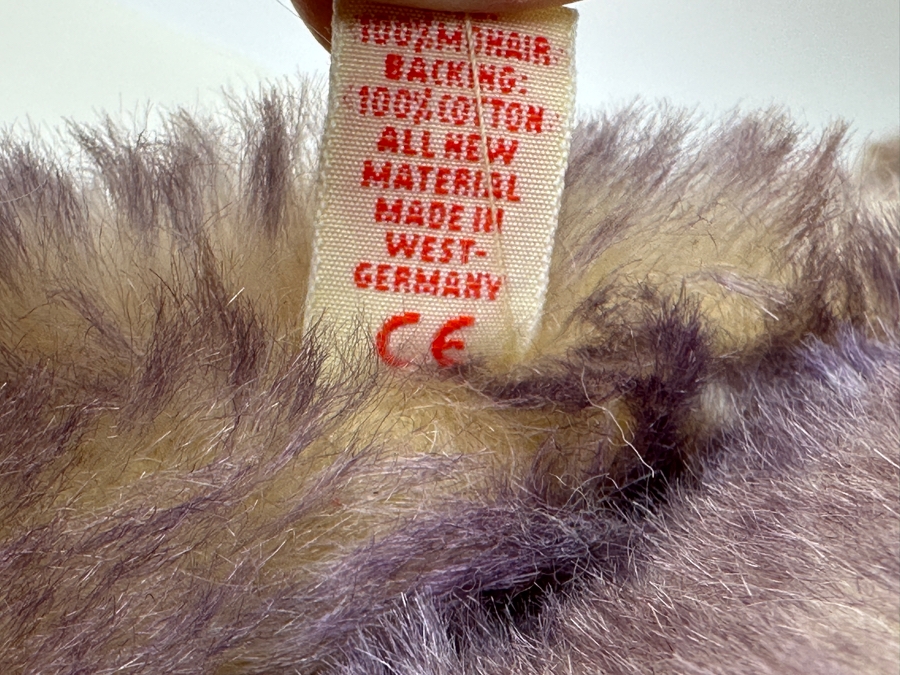 100% MOHAIR
BACKING:
100% COTTON
ALL NEW
MATERIAL
MADE IN
WEST-
GERMANY
CE